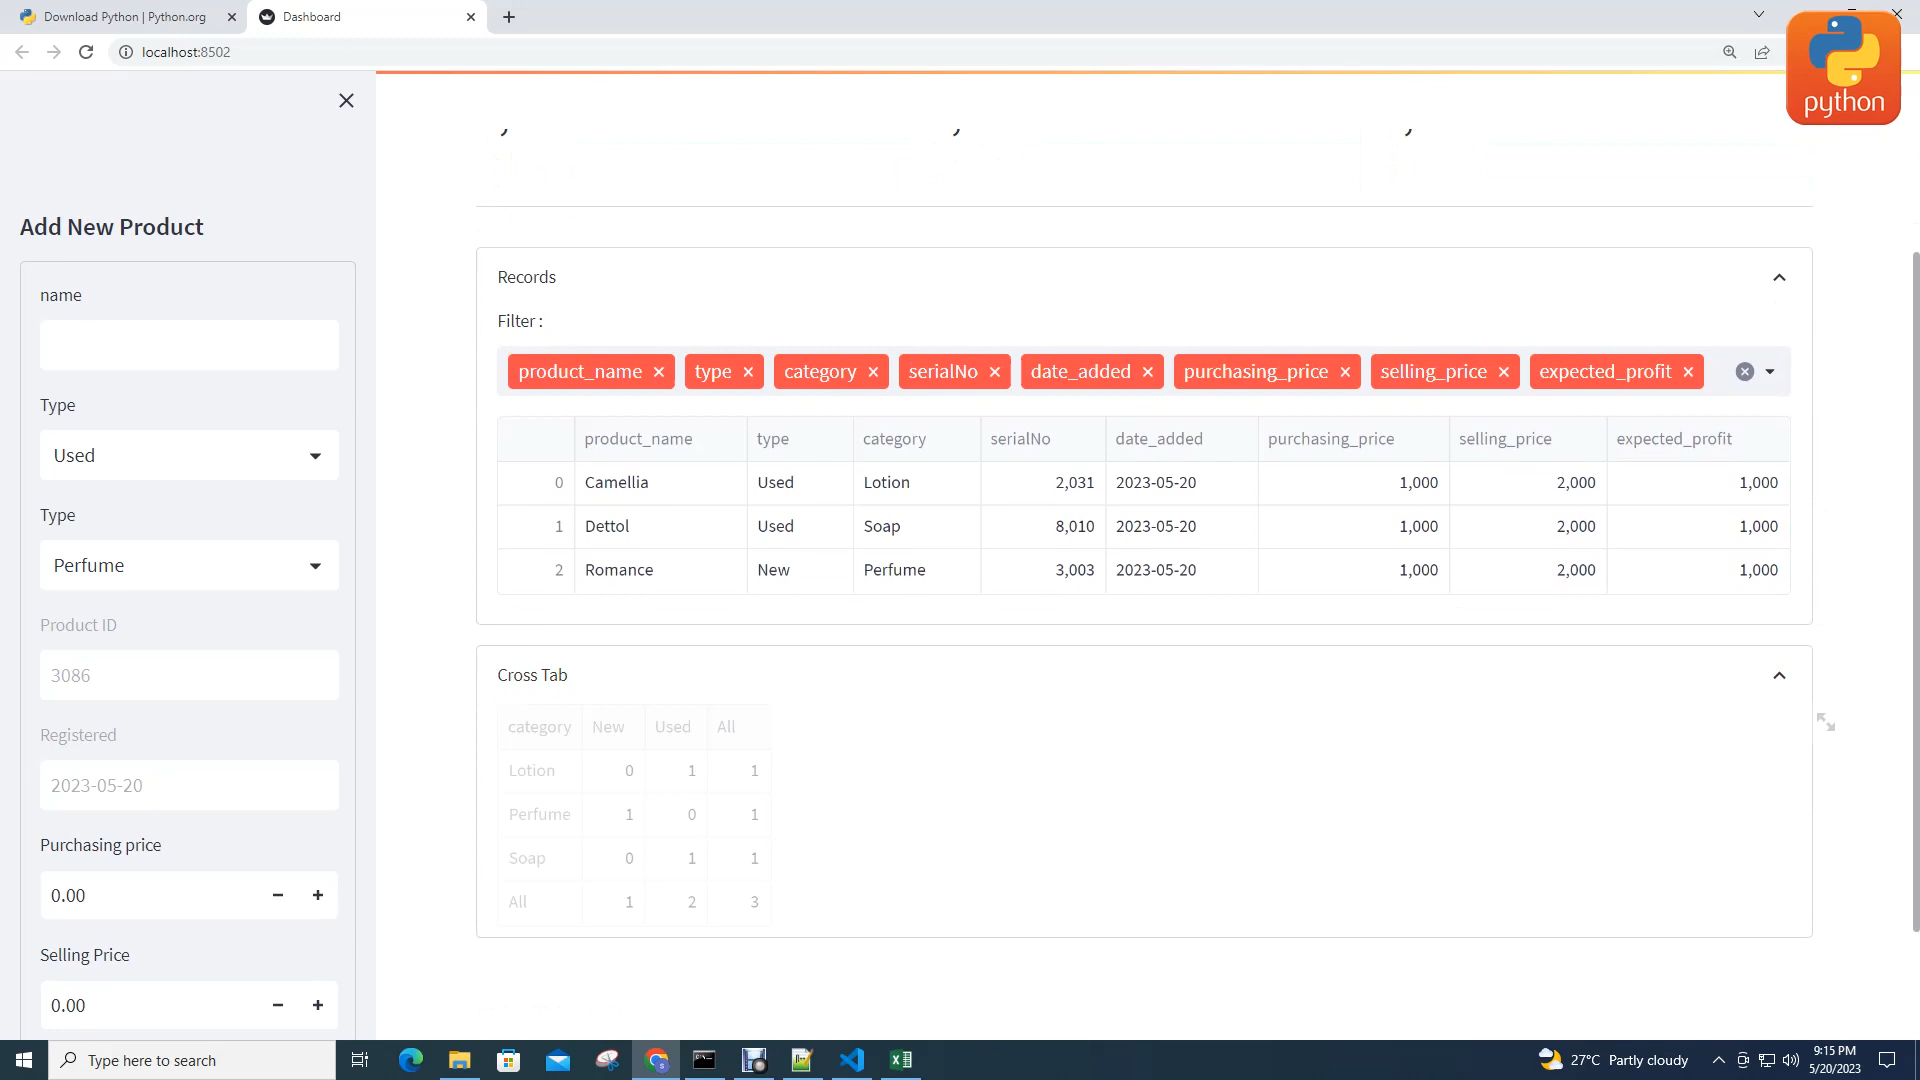 Download Python | Python.org
Dashboard
localhost:8502
python
Add New Product
name
Type
Used
Type
Perfume
Product ID
3086
Registered
2023-05-20
Purchasing price
0.00
Selling Price
0.00
Records
Filter :
product_name type category serialNo date_added purchasing_price selling_price expected_profit
product_name type category serialNo date_added purchasing_price selling_price expected_profit
0 Camellia Used Lotion 2,031 2023-05-20 1,000 2,000 1,000
1 Dettol Used Soap 8,010 2023-05-20 1,000 2,000 1,000
2 Romance New Perfume 3,003 2023-05-20 1,000 2,000 1,000
Cross Tab
category New Used All
Lotion 0 1 1
Perfume 1 0 1
Soap 0 1 1
All 1 2 3
Type here to search
27°C Partly cloudy
9:15 PM
5/20/2023